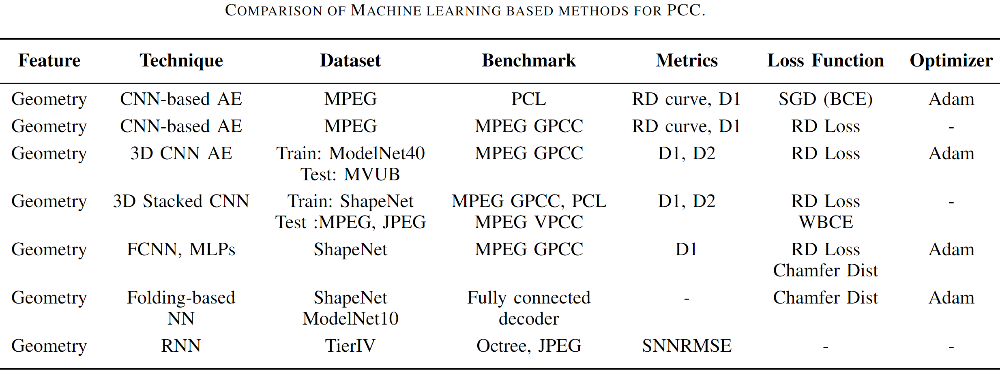 COMPARISON OF MACHINE LEARNING BASED METHODS FOR PCC.
Feature Technique Dataset Benchmark Metrics Loss Function Optimizer
Geometry CNN-based AE MPEG PCL RD curve, D1 SGD (BCE) Adam
Geometry CNN-based AE MPEG MPEG GPCC RD curve, D1 RD Loss -
Geometry 3D CNN AE Train: ModelNet40 MPEG GPCC D1, D2 RD Loss Adam
Test: MVUB
Geometry 3D Stacked CNN Train: ShapeNet MPEG GPCC, PCL D1, D2 RD Loss -
Test :MPEG, JPEG MPEG VPCC WBCE
Geometry FCNN, MLPs ShapeNet MPEG GPCC D1 RD Loss Adam
Chamfer Dist
Geometry Folding-based ShapeNet Fully connected - Chamfer Dist Adam
NN ModelNet10 decoder
Geometry RNN TierIV Octree, JPEG SNNRMSE - -